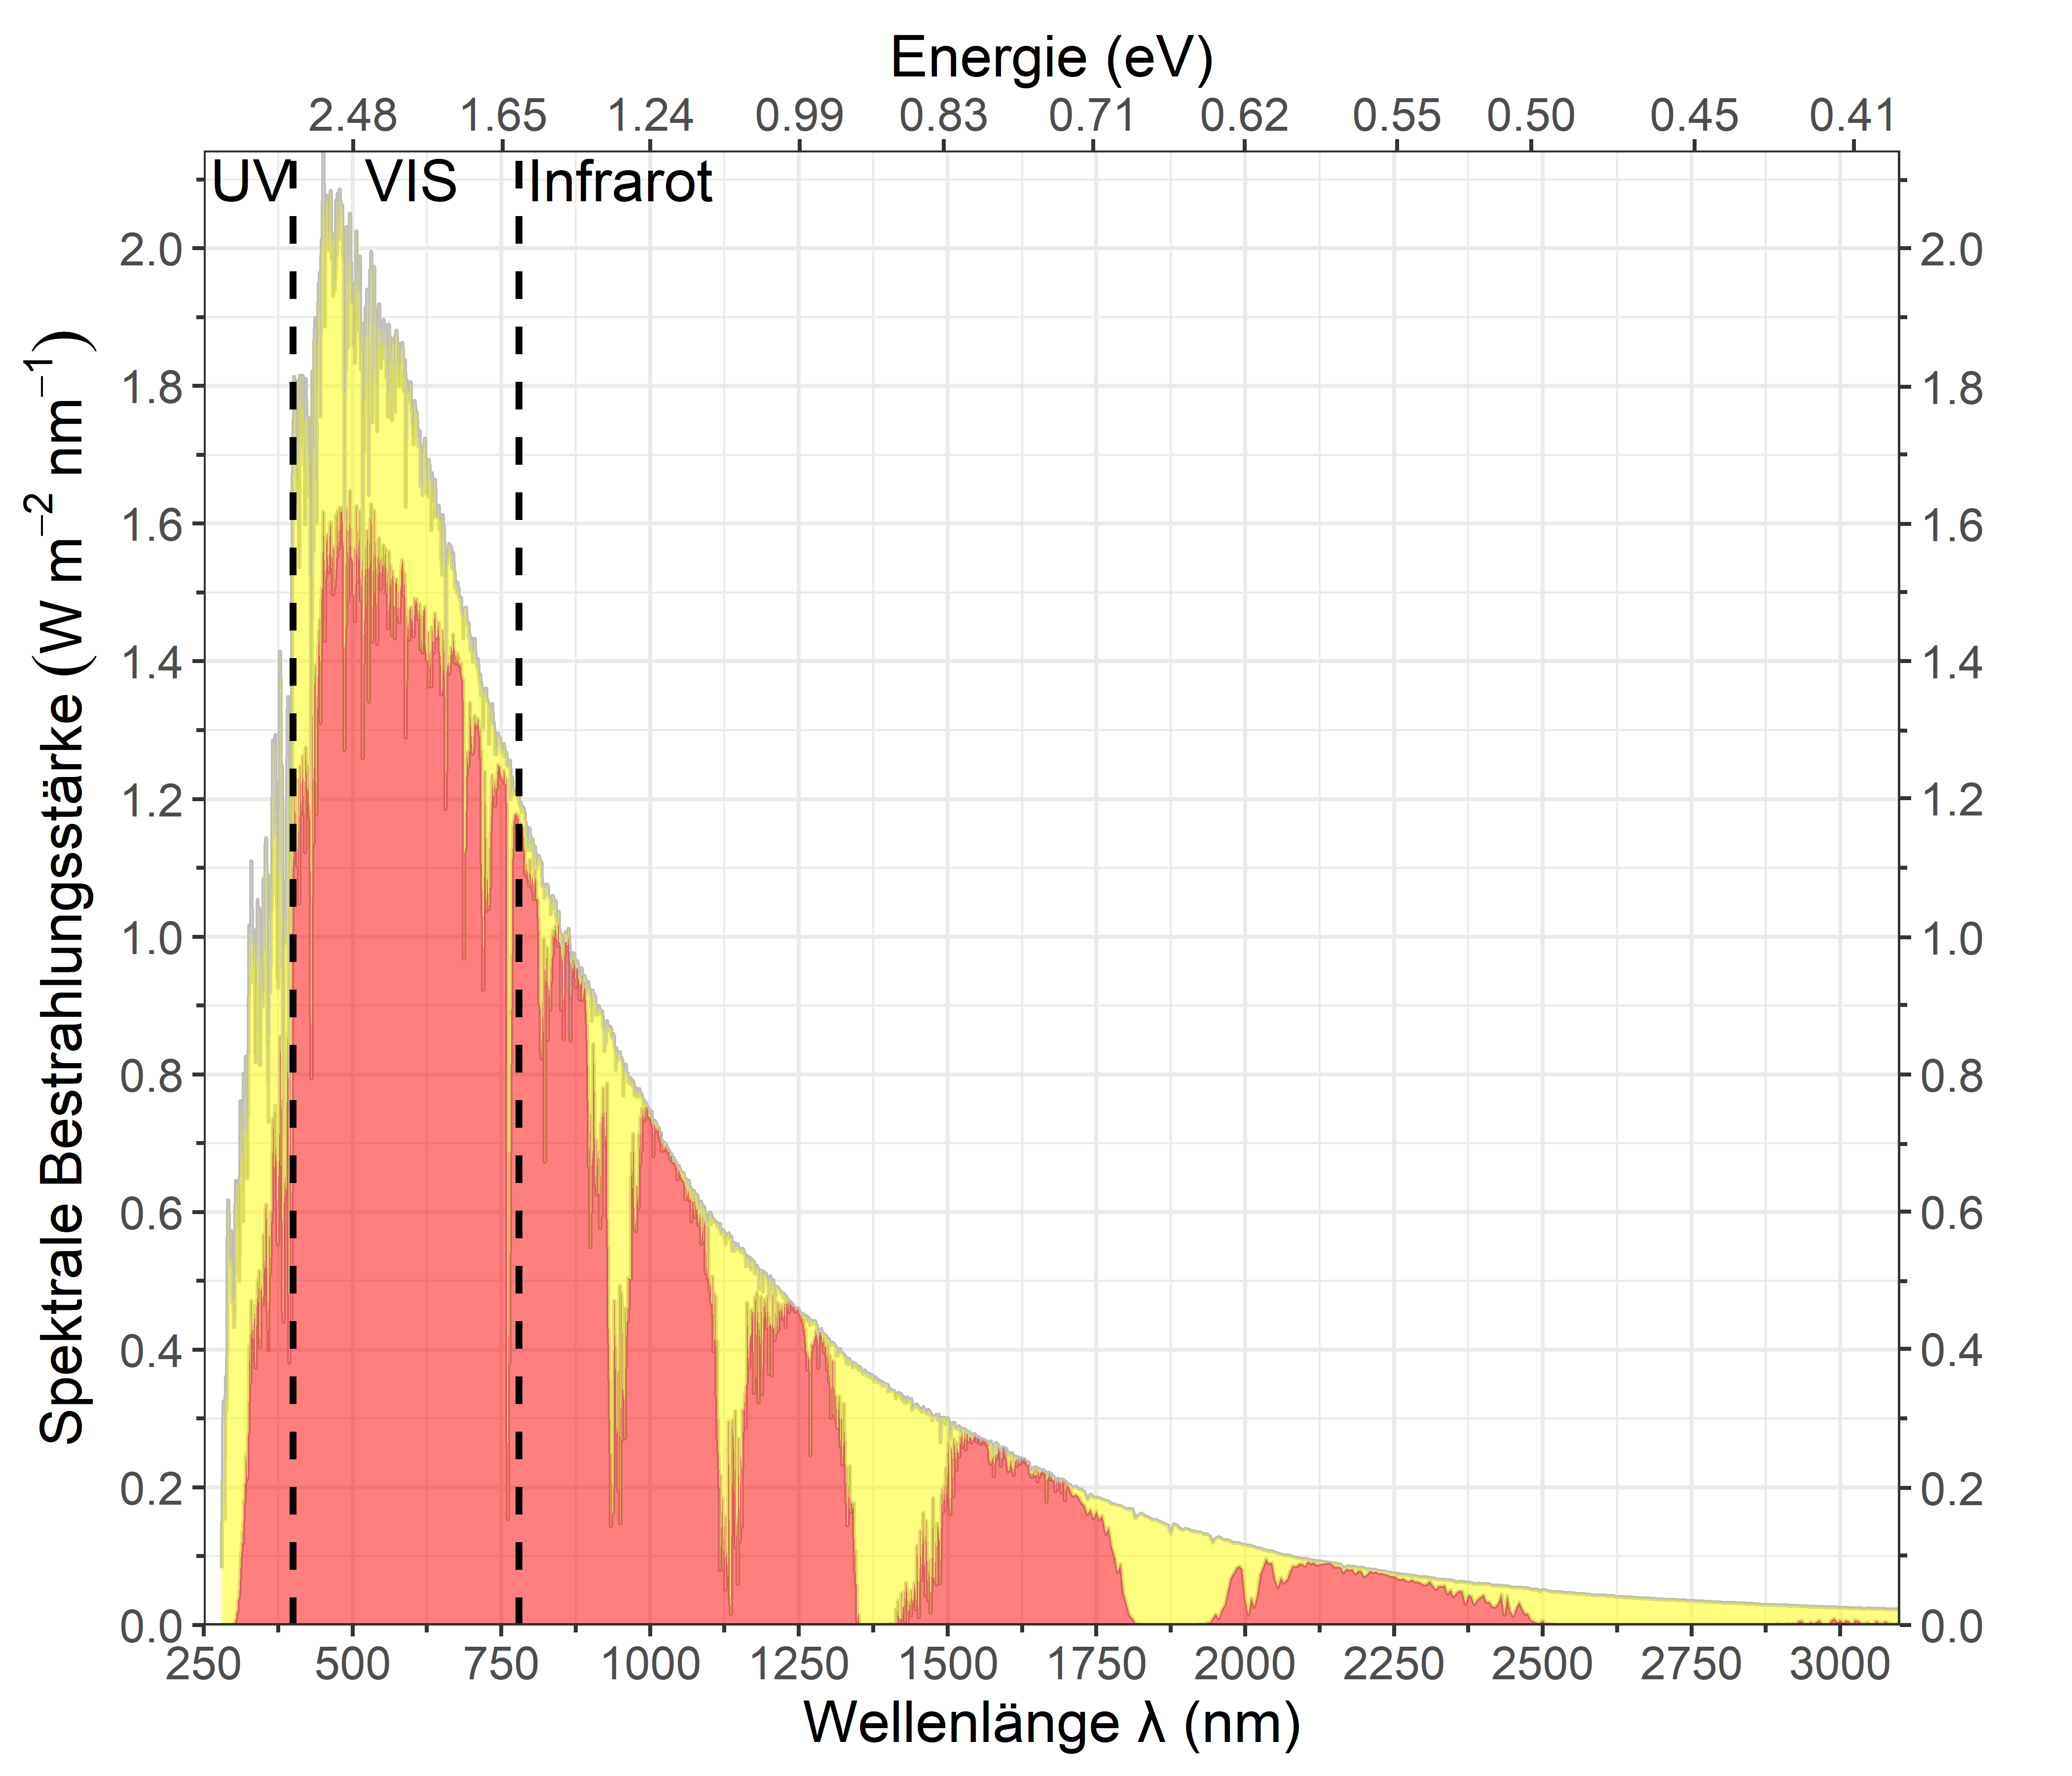 Energie (eV)
2.48 1.65 1.24 0.99 0.83 0.71 0.62 0.55 0.50 0.45 0.41
UV VIS Infrarot
2.0 2.0
1.8 1.8
1.6 1.6
1.4 1.4
1.2 1.2
1.0 1.0
0.8 0.8
0.6 0.6
0.4 0.4
0.2 0.2
0.0 0.0
Spektrale Bestrahlungsstärke (W m⁻² nm⁻¹)
250 500 750 1000 1250 1500 1750 2000 2250 2500 2750 3000
Wellenlänge λ (nm)